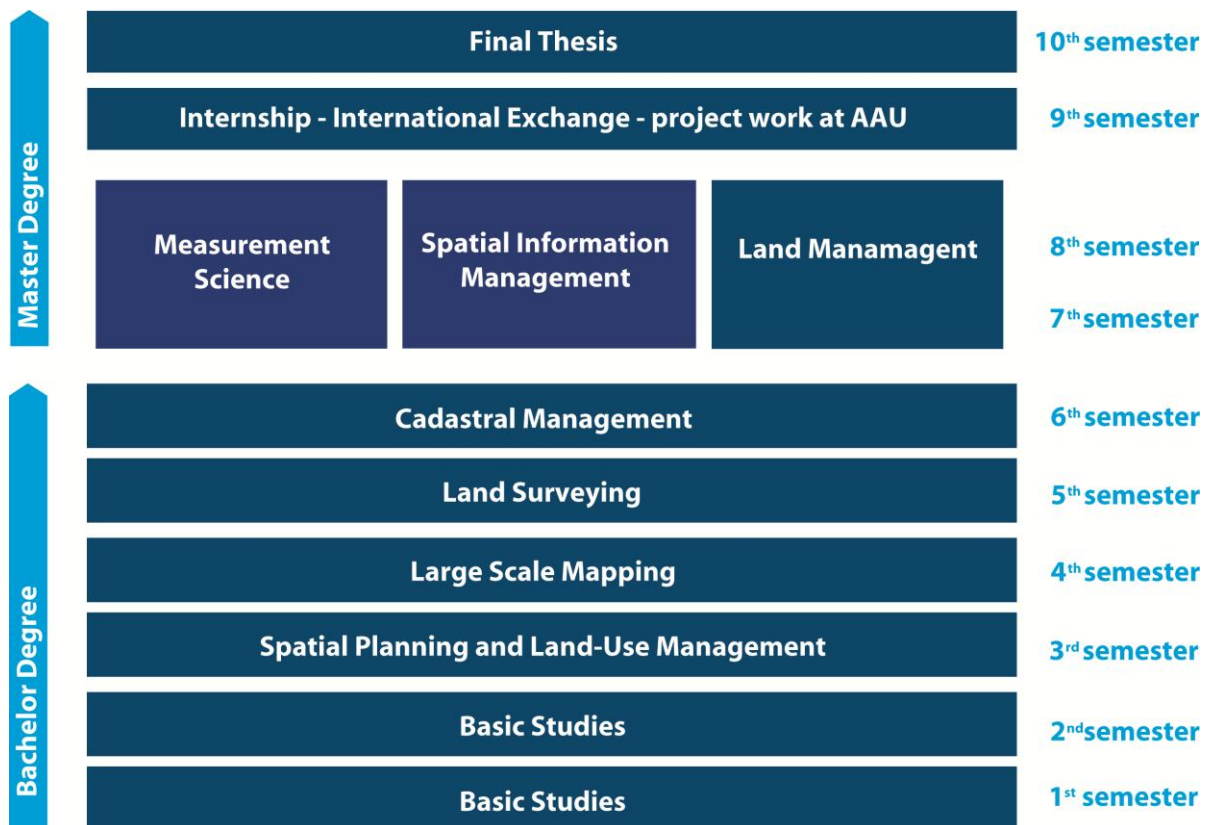 Master Degree
Final Thesis 10th semester
Internship - International Exchange - project work at AAU 9th semester
Measurement
Science
Spatial Information
Management
Land Manamagent
8th semester
7th semester
Bachelor Degree
Cadastral Management 6th semester
Land Surveying 5th semester
Large Scale Mapping 4th semester
Spatial Planning and Land-Use Management 3rd semester
Basic Studies 2nd semester
Basic Studies 1st semester